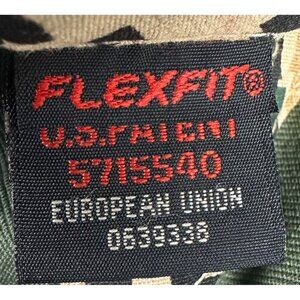 FLEXFIT®
U.S. PATENT
5715540
EUROPEAN UNION
0639338